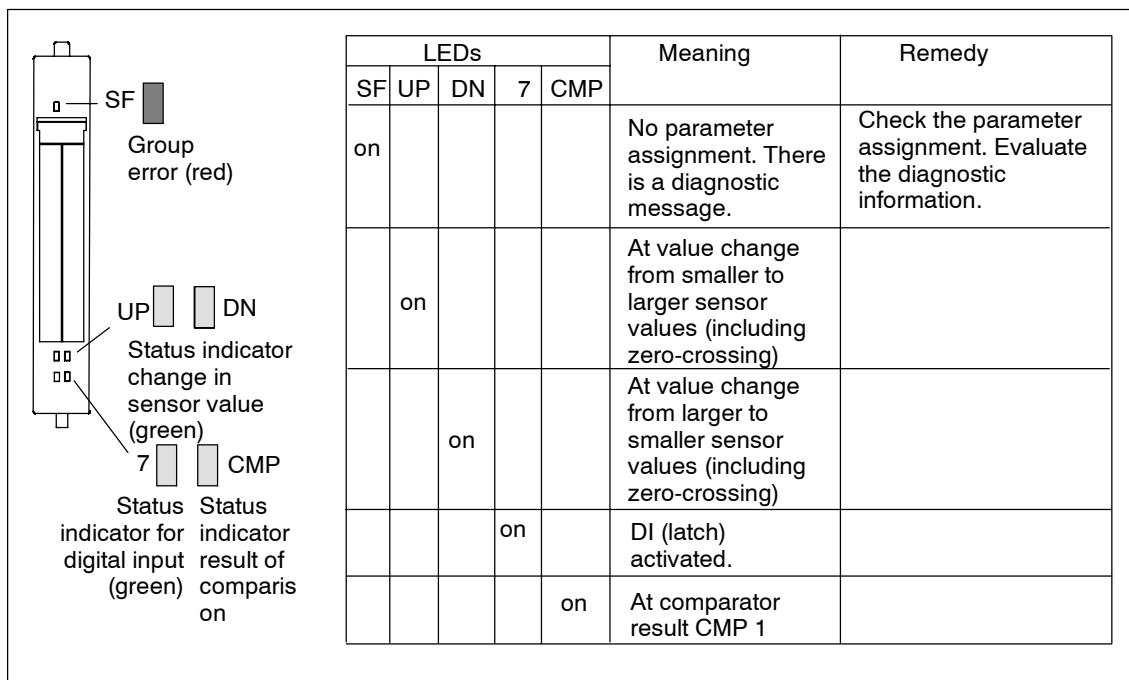 SF
Group
error (red)
UP DN
Status indicator
change in
sensor value
(green)
7 CMP
Status
indicator for
digital input
(green)
Status
indicator
result of
comparis
on
LEDs Meaning Remedy
SF UP DN 7 CMP
on
No parameter
assignment. There
is a diagnostic
message.
Check the parameter
assignment. Evaluate
the diagnostic
information.
on
At value change
from smaller to
larger sensor
values (including
zero-crossing)
on
At value change
from larger to
smaller sensor
values (including
zero-crossing)
on
DI (latch)
activated.
on
At comparator
result CMP 1